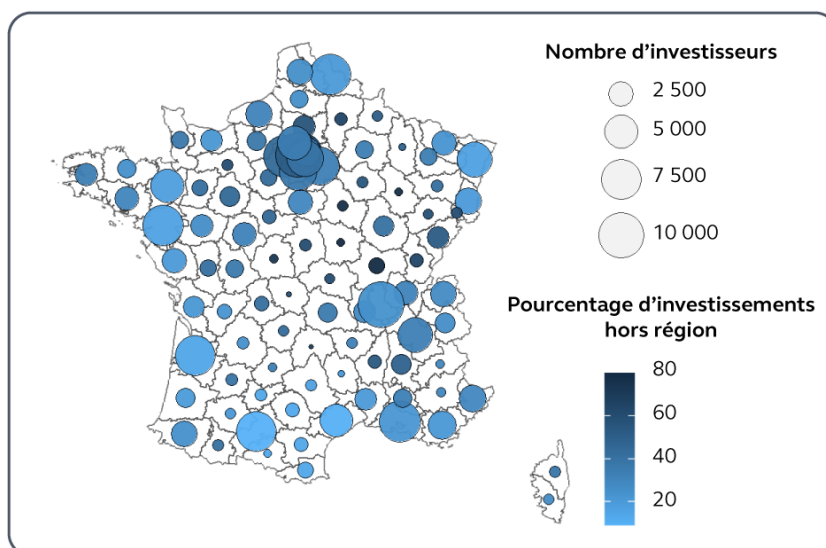 Nombre d’investisseurs
2 500
5 000
7 500
10 000
Pourcentage d’investissements
hors région
80
60
40
20